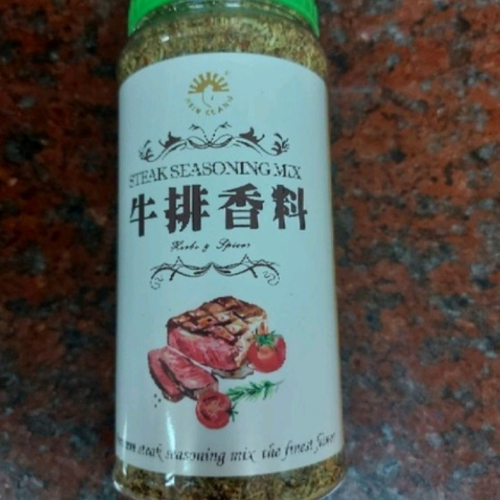 STEAK SEASONING MIX
牛排香料
Herbs & Spices
steak seasoning mix the finest flavor